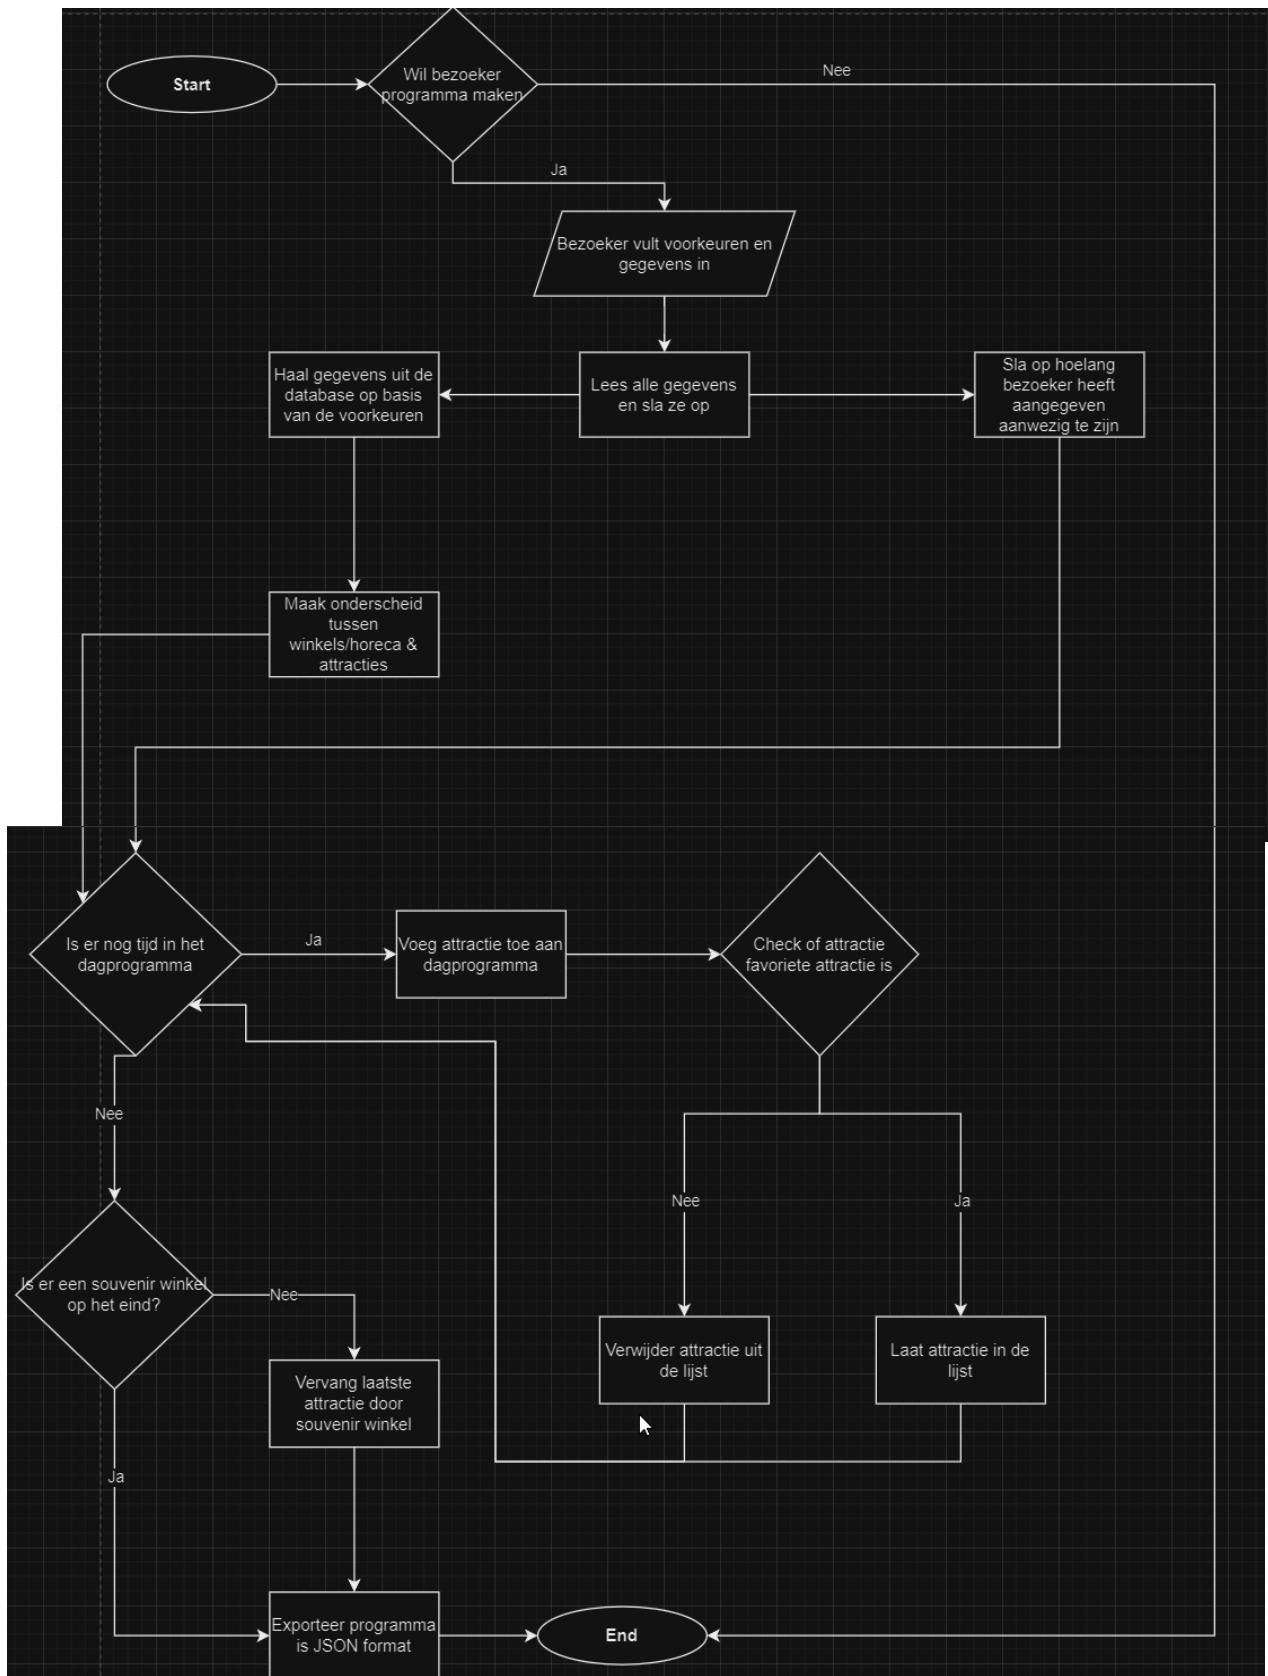 Start
Wil bezoeker
programma maken
Nee
Ja
Bezoeker vult voorkeuren en
gegevens in
Haal gegevens uit de
database op basis
van de voorkeuren
Lees alle gegevens
en sla ze op
Sla op hoelang
bezoeker heeft
aangegeven
aanwezig te zijn
Maak onderscheid
tussen
winkels/horeca &
attracties
Is er nog tijd in het
dagprogramma
Ja
Voeg attractie toe aan
dagprogramma
Check of attractie
favoriete attractie is
Nee
Nee
Ja
Is er een souvenir winkel
op het eind?
Nee
Verwijder attractie uit
de lijst
Laat attractie in de
lijst
Vervang laatste
attractie door
souvenir winkel
Ja
Exporteer programma
is JSON format
End